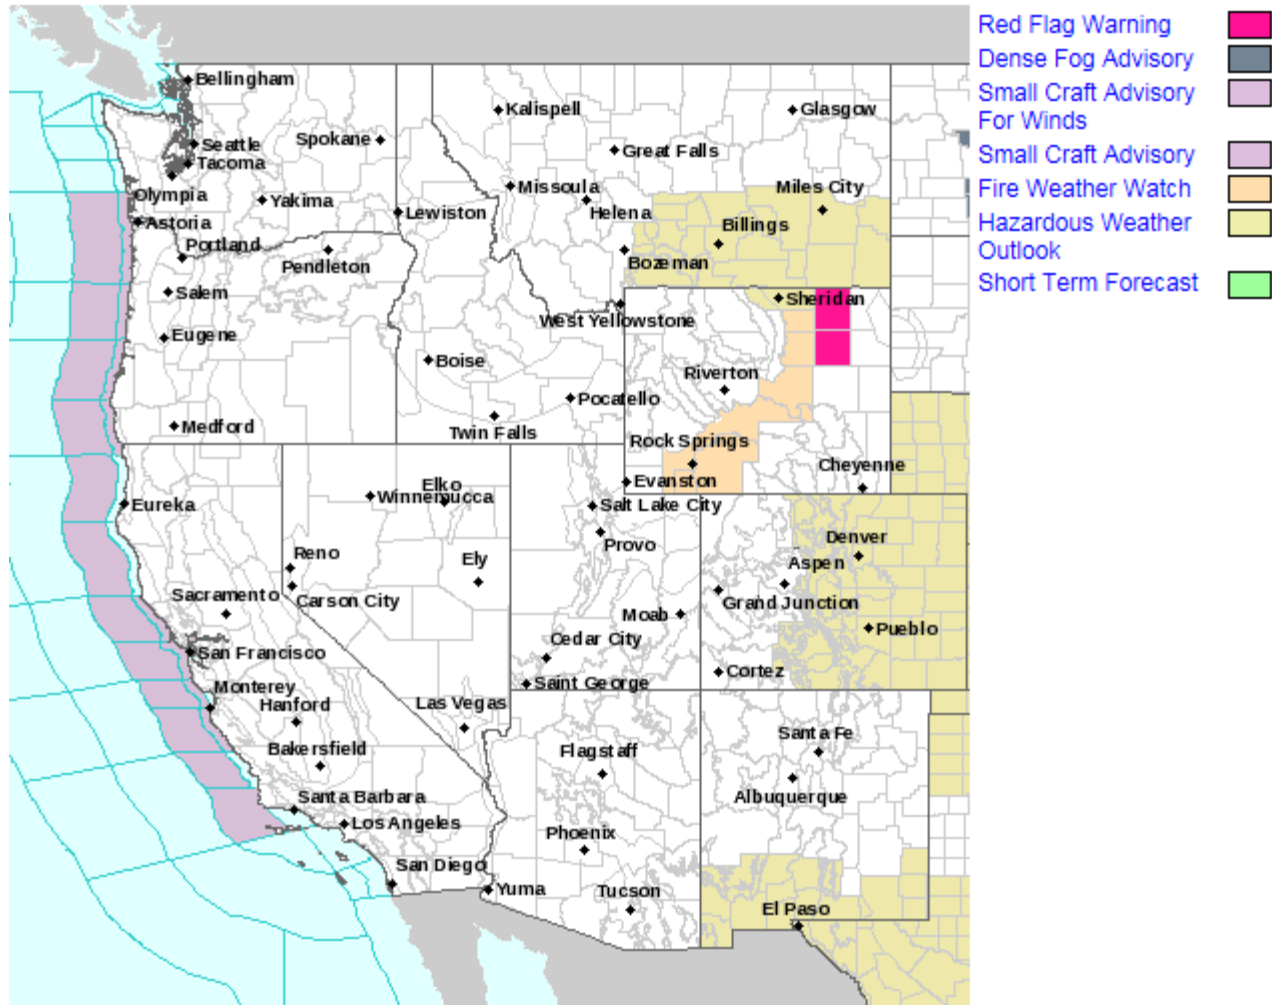 Red Flag Warning
Dense Fog Advisory
Small Craft Advisory
For Winds
Small Craft Advisory
Fire Weather Watch
Hazardous Weather
Outlook
Short Term Forecast
Bellingham
Kalispell
Glasgow
Seattle
Spokane
Great Falls
Tacoma
Olympia
Missoula
Miles City
Yakima
Lewiston
Helena
Astoria
Billings
Portland
Pendleton
Bozeman
Salem
Sheridan
West Yellowstone
Eugene
Boise
Riverton
Pocatello
Medford
Twin Falls
Rock Springs
Cheyenne
Elko
Evanston
Winnemucca
Eureka
Salt Lake City
Denver
Provo
Reno
Ely
Aspen
Sacramento
Carson City
Grand Junction
Moab
Pueblo
Cedar City
San Francisco
Cortez
Saint George
Monterey
Hanford
Las Vegas
Santa Fe
Bakersfield
Flagstaff
Santa Barbara
Albuquerque
Los Angeles
Phoenix
San Diego
Yuma
Tucson
El Paso